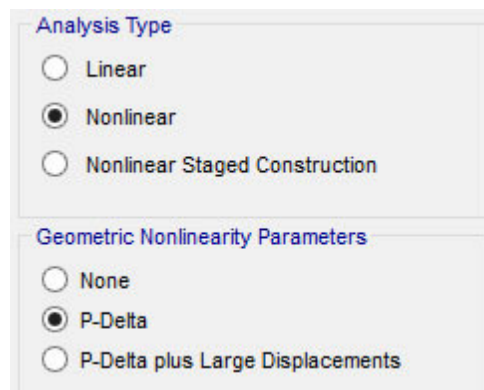 Analysis Type
Linear
Nonlinear
Nonlinear Staged Construction
Geometric Nonlinearity Parameters
None
P-Delta
P-Delta plus Large Displacements